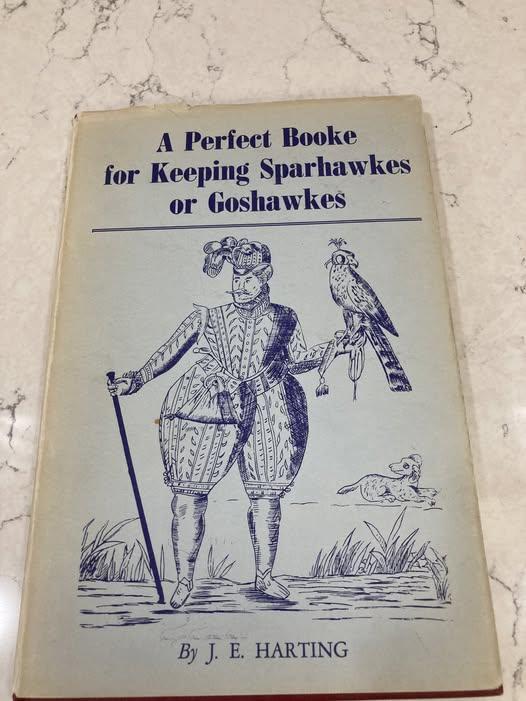 A Perfect Booke
for Keeping Sparhawkes
or Goshawkes
By J. E. HARTING